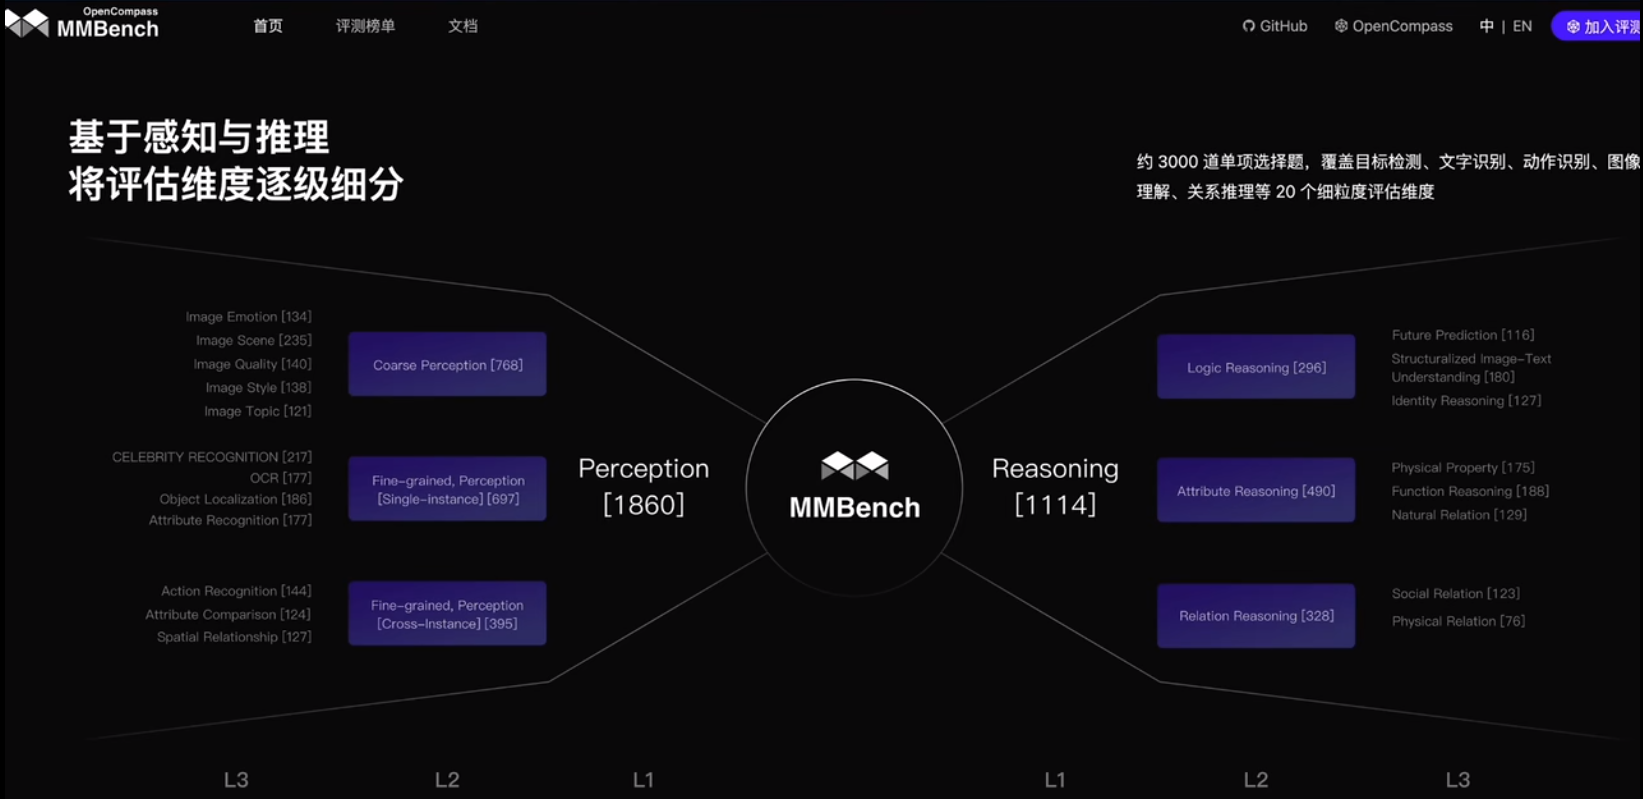 OpenCompass
MMBench
首页
评测榜单
文档
GitHub
OpenCompass
中 | EN
加入评测
基于感知与推理
将评估维度逐级细分
约 3000 道单项选择题，覆盖目标检测、文字识别、动作识别、图像
理解、关系推理等 20 个细粒度评估维度
Image Emotion [134]
Image Scene [235]
Image Quality [140]
Image Style [138]
Image Topic [121]
Coarse Perception [768]
CELEBRITY RECOGNITION [217]
OCR [177]
Object Localization [186]
Attribute Recognition [177]
Fine-grained, Perception
[Single-instance] [697]
Action Recognition [144]
Attribute Comparison [124]
Spatial Relationship [127]
Fine-grained, Perception
[Cross-Instance] [395]
Perception
[1860]
MMBench
Reasoning
[1114]
Logic Reasoning [296]
Future Prediction [116]
Structuralized Image-Text
Understanding [180]
Identity Reasoning [127]
Attribute Reasoning [490]
Physical Property [175]
Function Reasoning [188]
Natural Relation [129]
Relation Reasoning [328]
Social Relation [123]
Physical Relation [76]
L3
L2
L1
L1
L2
L3